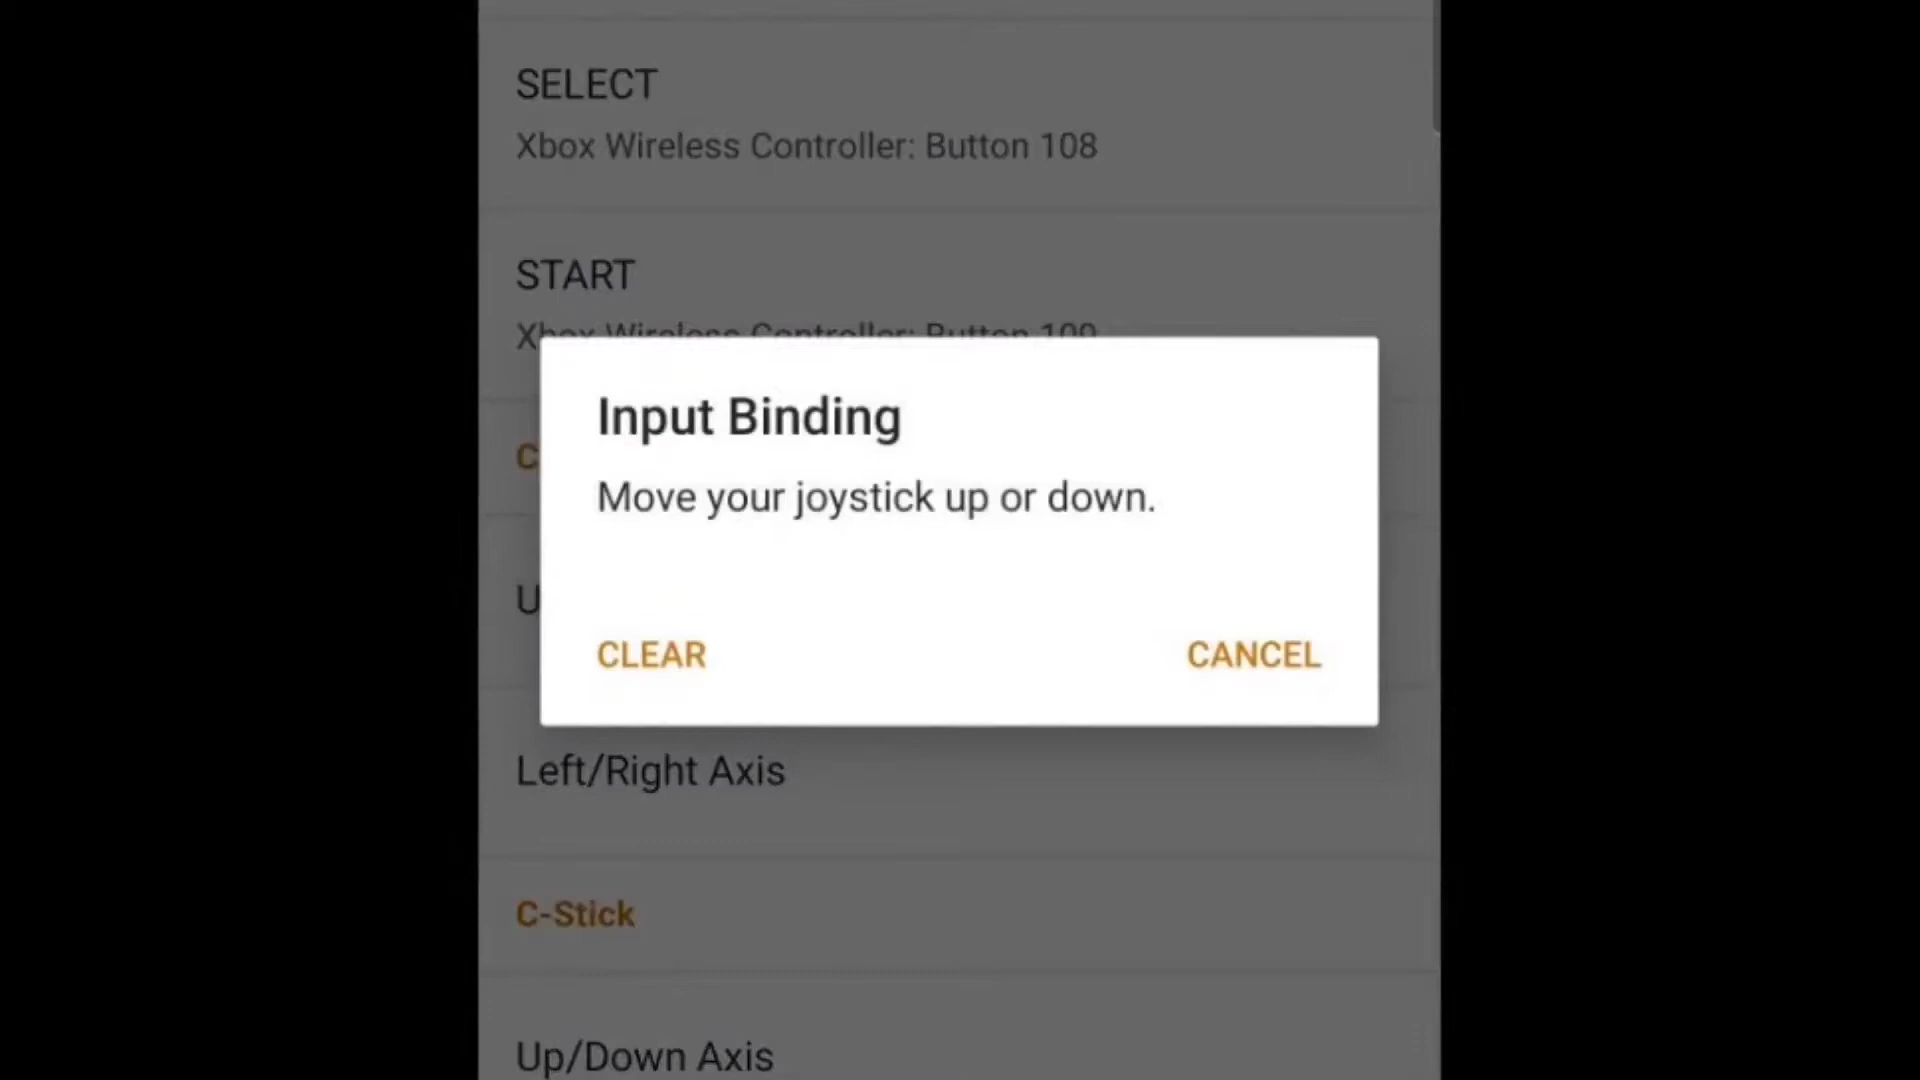 SELECT
Xbox Wireless Controller: Button 108
START
Xbox Wireless Controller: Button 109
Input Binding
Move your joystick up or down.
CLEAR
CANCEL
Left/Right Axis
C-Stick
Up/Down Axis